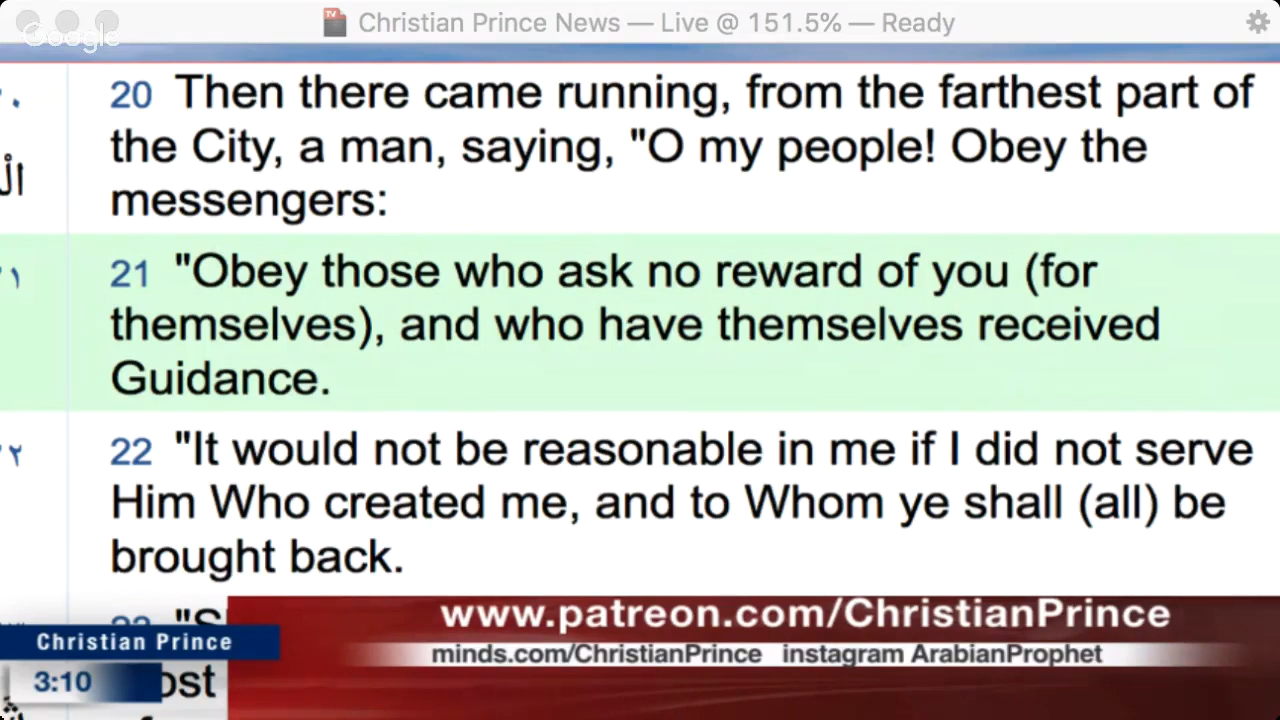 Christian Prince News — Live @ 151.5% — Ready
Google
20 Then there came running, from the farthest part of
the City, a man, saying, "O my people! Obey the
messengers:
21 "Obey those who ask no reward of you (for
themselves), and who have themselves received
Guidance.
22 "It would not be reasonable in me if I did not serve
Him Who created me, and to Whom ye shall (all) be
brought back.
www.patreon.com/ChristianPrince
Christian Prince
minds.com/ChristianPrince instagram ArabianProphet
3:10